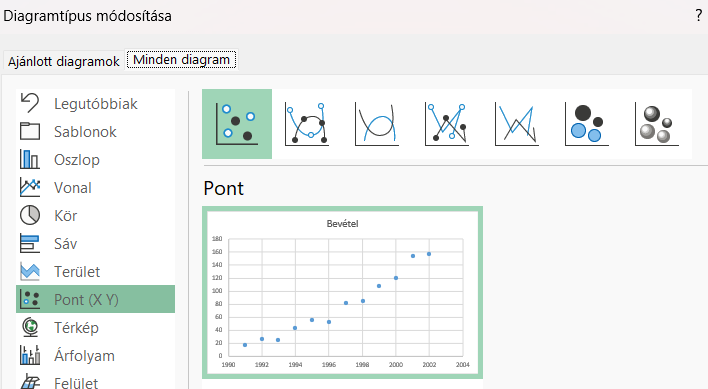 Diagramtípus módosítása
?
Ajánlott diagramok
Minden diagram
Legutóbbiak
Sablonok
Oszlop
Vonal
Kör
Sáv
Terület
Pont (X Y)
Térkép
Árfolyam
Felület
Pont
Bevétel
180
160
140
120
100
80
60
40
20
0
1990 1992 1994 1996 1998 2000 2002 2004